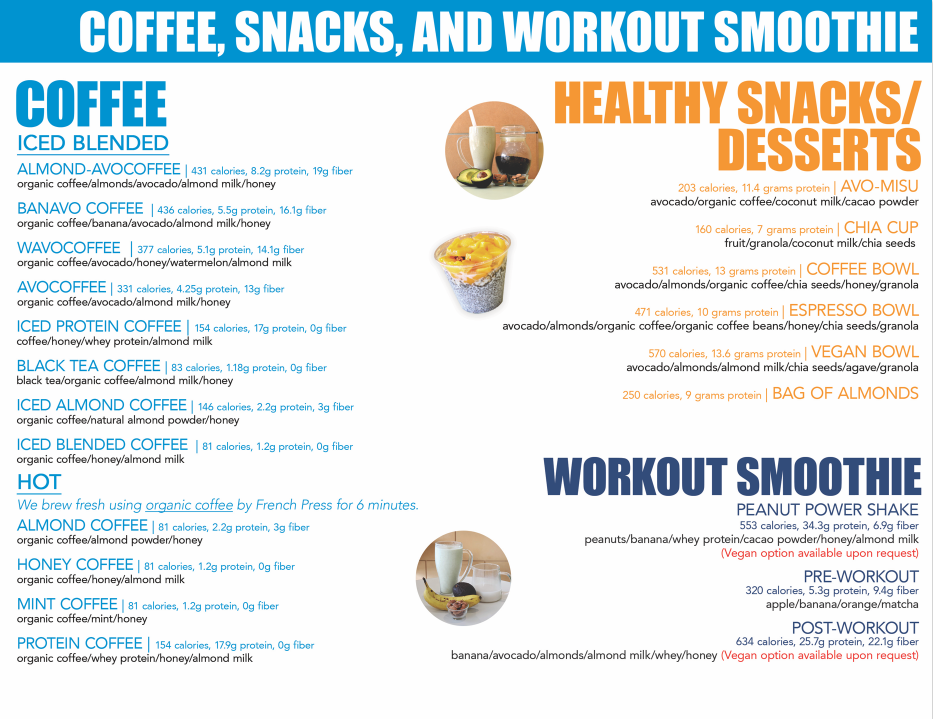 COFFEE, SNACKS, AND WORKOUT SMOOTHIE
COFFEE
ICED BLENDED
ALMOND-AVOCOFFEE | 431 calories, 8.2g protein, 19g fiber
organic coffee/almonds/avocado/almond milk/honey
BANAVO COFFEE | 436 calories, 5.5g protein, 16.1g fiber
organic coffee/banana/avocado/almond milk/honey
WAVOCOFFEE | 377 calories, 5.1g protein, 14.1g fiber
organic coffee/avocado/honey/watermelon/almond milk
AVOCOFFEE | 331 calories, 4.25g protein, 13g fiber
organic coffee/avocado/almond milk/honey
ICED PROTEIN COFFEE | 154 calories, 17g protein, 0g fiber
coffee/honey/whey protein/almond milk
BLACK TEA COFFEE | 83 calories, 1.18g protein, 0g fiber
black tea/organic coffee/almond milk/honey
ICED ALMOND COFFEE | 146 calories, 2.2g protein, 3g fiber
organic coffee/natural almond powder/honey
ICED BLENDED COFFEE | 81 calories, 1.2g protein, 0g fiber
organic coffee/honey/almond milk
HOT
We brew fresh using organic coffee by French Press for 6 minutes.
ALMOND COFFEE | 81 calories, 2.2g protein, 3g fiber
organic coffee/almond powder/honey
HONEY COFFEE | 81 calories, 1.2g protein, 0g fiber
organic coffee/honey/almond milk
MINT COFFEE | 81 calories, 1.2g protein, 0g fiber
organic coffee/mint/honey
PROTEIN COFFEE | 154 calories, 17.9g protein, 0g fiber
organic coffee/whey protein/honey/almond milk
HEALTHY SNACKS/
DESSERTS
203 calories, 11.4 grams protein | AVO-MISU
avocado/organic coffee/coconut milk/cacao powder
160 calories, 7 grams protein | CHIA CUP
fruit/granola/coconut milk/chia seeds
531 calories, 13 grams protein | COFFEE BOWL
avocado/almonds/organic coffee/chia seeds/honey/granola
471 calories, 10 grams protein | ESPRESSO BOWL
avocado/almonds/organic coffee/organic coffee beans/honey/chia seeds/granola
570 calories, 13.6 grams protein | VEGAN BOWL
avocado/almonds/almond milk/chia seeds/agave/granola
250 calories, 9 grams protein | BAG OF ALMONDS
WORKOUT SMOOTHIE
PEANUT POWER SHAKE
553 calories, 34.3g protein, 6.9g fiber
peanuts/banana/whey protein/cacao powder/honey/almond milk
(Vegan option available upon request)
PRE-WORKOUT
320 calories, 5.3g protein, 9.4g fiber
apple/banana/orange/matcha
POST-WORKOUT
634 calories, 25.7g protein, 22.1g fiber
banana/avocado/almonds/almond milk/whey/honey (Vegan option available upon request)